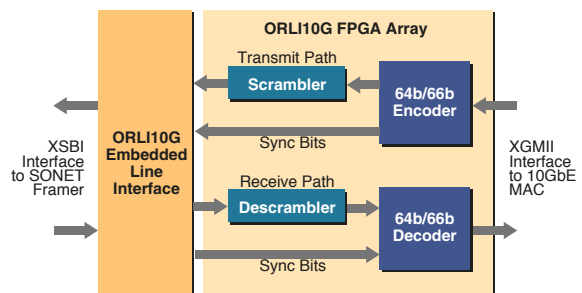 ORLI10G FPGA Array
Transmit Path
Scrambler
64b/66b
Encoder
Sync Bits
XSBI
Interface
to SONET
Framer
ORLI10G
Embedded
Line
Interface
XGMII
Interface
to 10GbE
MAC
Receive Path
Descrambler
64b/66b
Decoder
Sync Bits